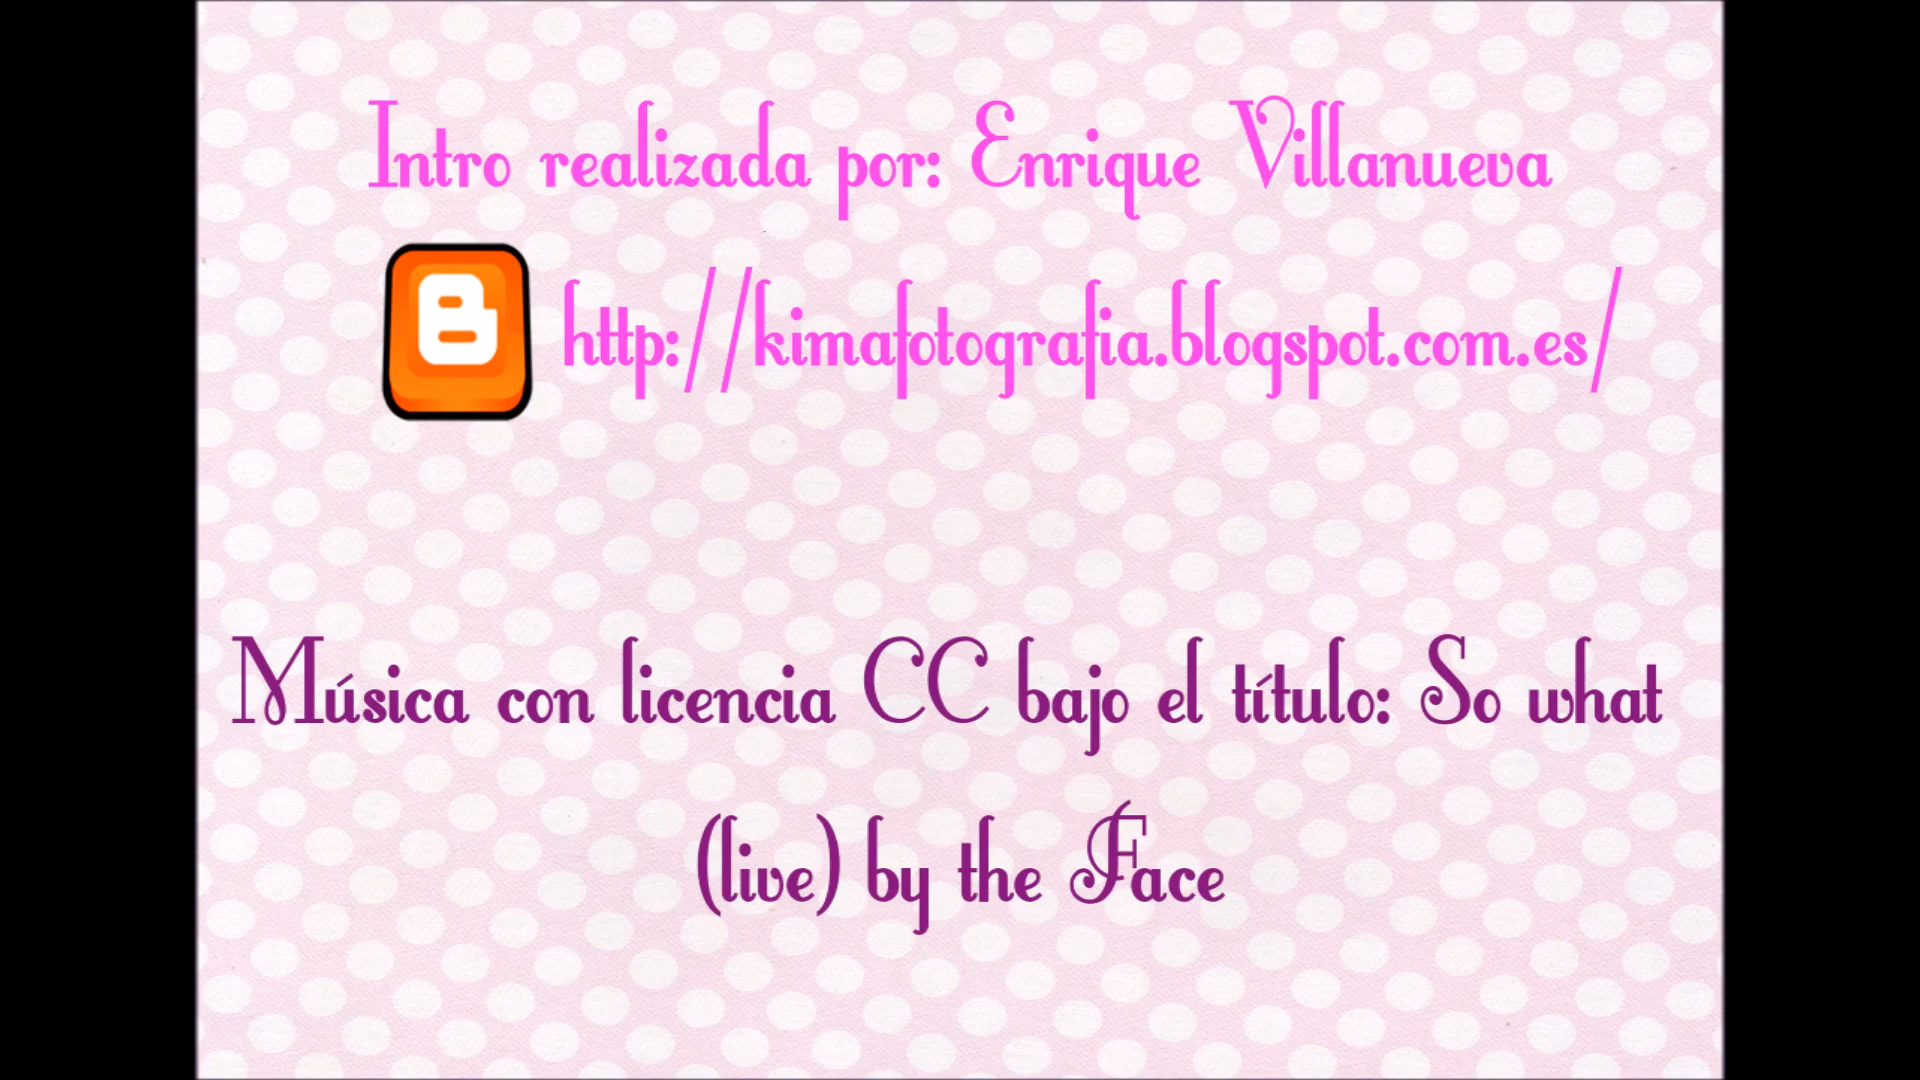 Intro realizada por: Enrique Villanueva
http://kimafotografia.blogspot.com.es/
Música con licencia CC bajo el título: So what
(live) by the Face